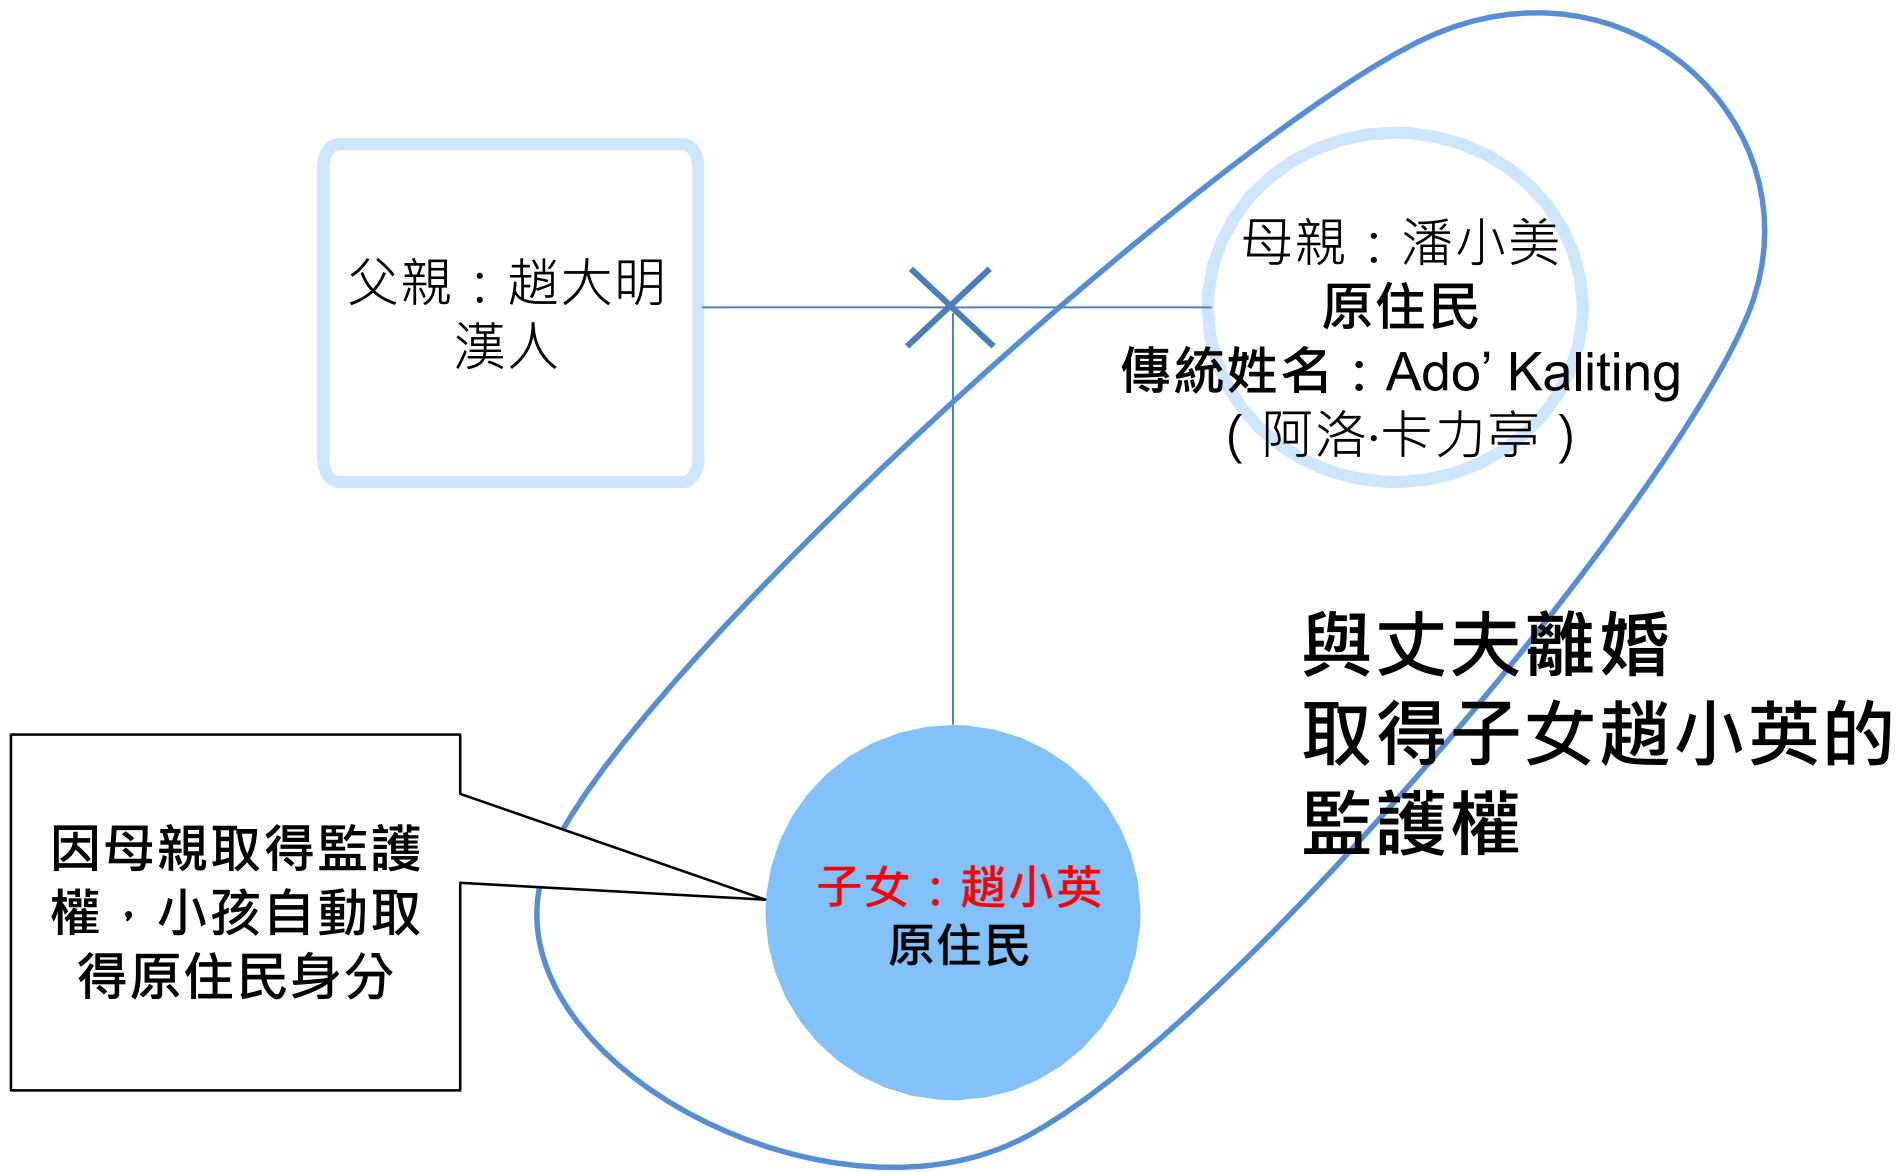 父親：趙大明
漢人
母親：潘小美
原住民
傳統姓名：Ado’ Kaliting
（阿洛·卡力亭）
與丈夫離婚
取得子女趙小英的
監護權
因母親取得監護
權，小孩自動取
得原住民身分
子女：趙小英
原住民